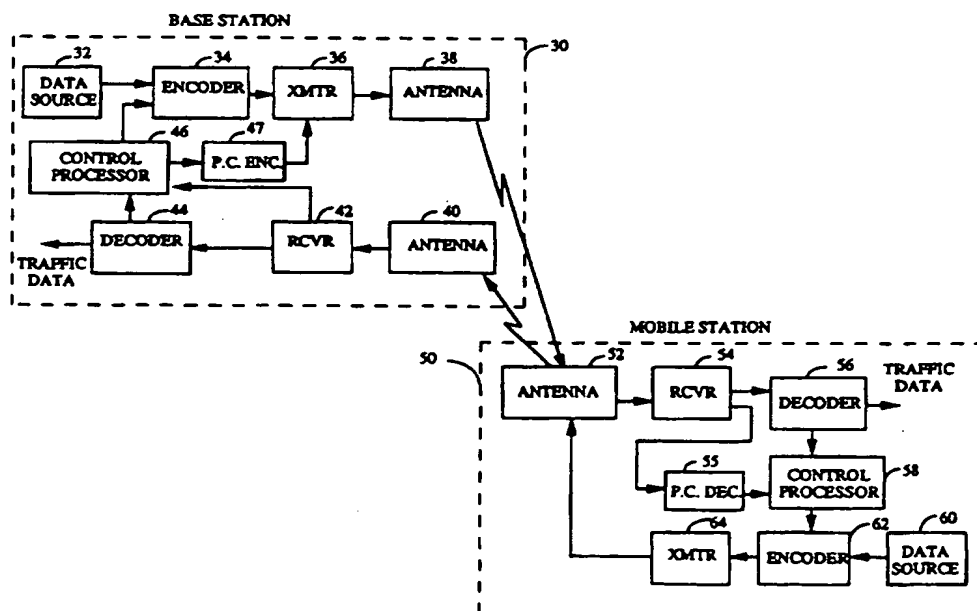 BASE STATION
30
32
34
36
38
DATA
SOURCE
ENCODER
XMTR
ANTENNA
46
47
CONTROL
PROCESSOR
P.C. ENC.
44
42
40
DECODER
RCVR
ANTENNA
TRAFFIC
DATA
MOBILE STATION
50
52
54
56
TRAFFIC
DATA
ANTENNA
RCVR
DECODER
55
P.C. DEC.
CONTROL
PROCESSOR
58
64
62
60
XMTR
ENCODER
DATA
SOURCE